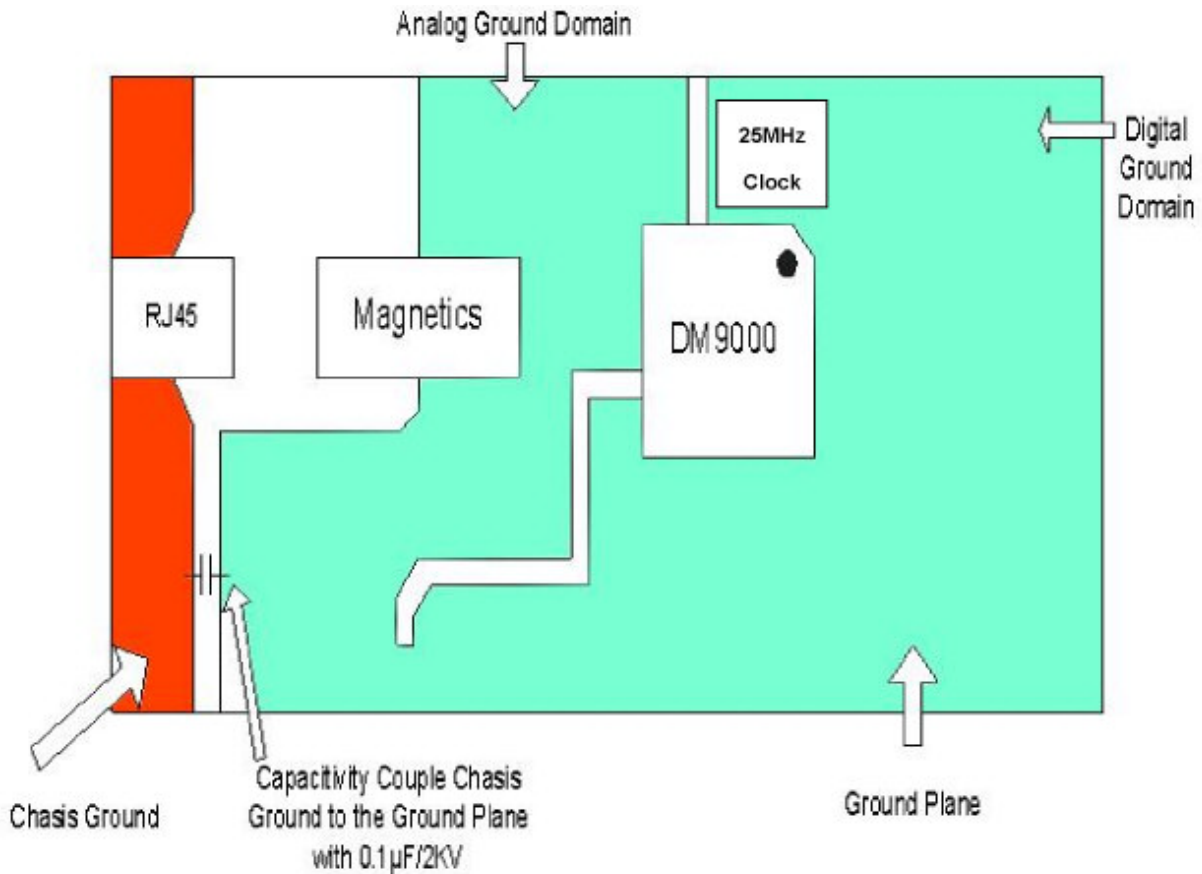 Analog Ground Domain
25MHz
Clock
Digital
Ground
Domain
RJ45
Magnetics
DM9000
Chasis Ground
Capacitivity Couple Chasis
Ground to the Ground Plane
with 0.1µF/2KV
Ground Plane